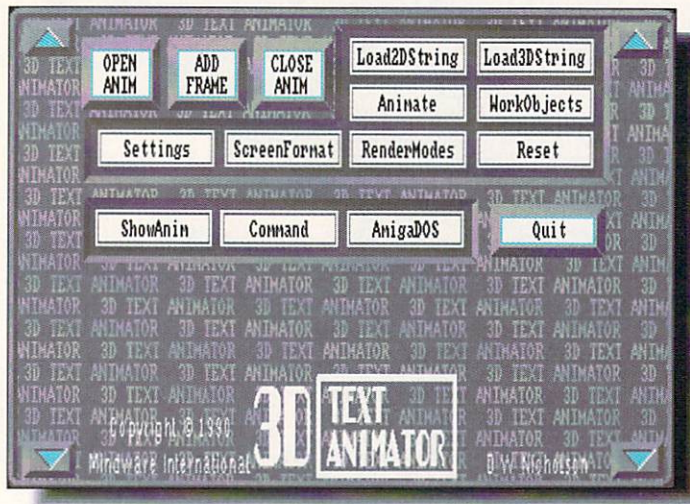 OPEN ANIM
ADD FRAME
CLOSE ANIM
Load2DString
Load3DString
Animate
WorkObjects
Settings
ScreenFormat
RenderModes
Reset
ShowAnim
Command
AmigaDOS
Quit
3D TEXT ANIMATOR
Copyright © 1990
Mindware International
D W Nicholson